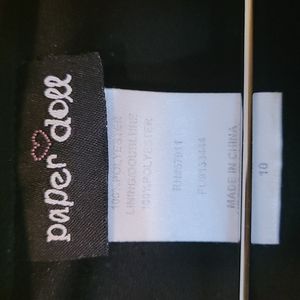 paper doll
100% POLYESTER
LINING/DOUBLURE:
100% POLYESTER
MADE IN CHINA
10